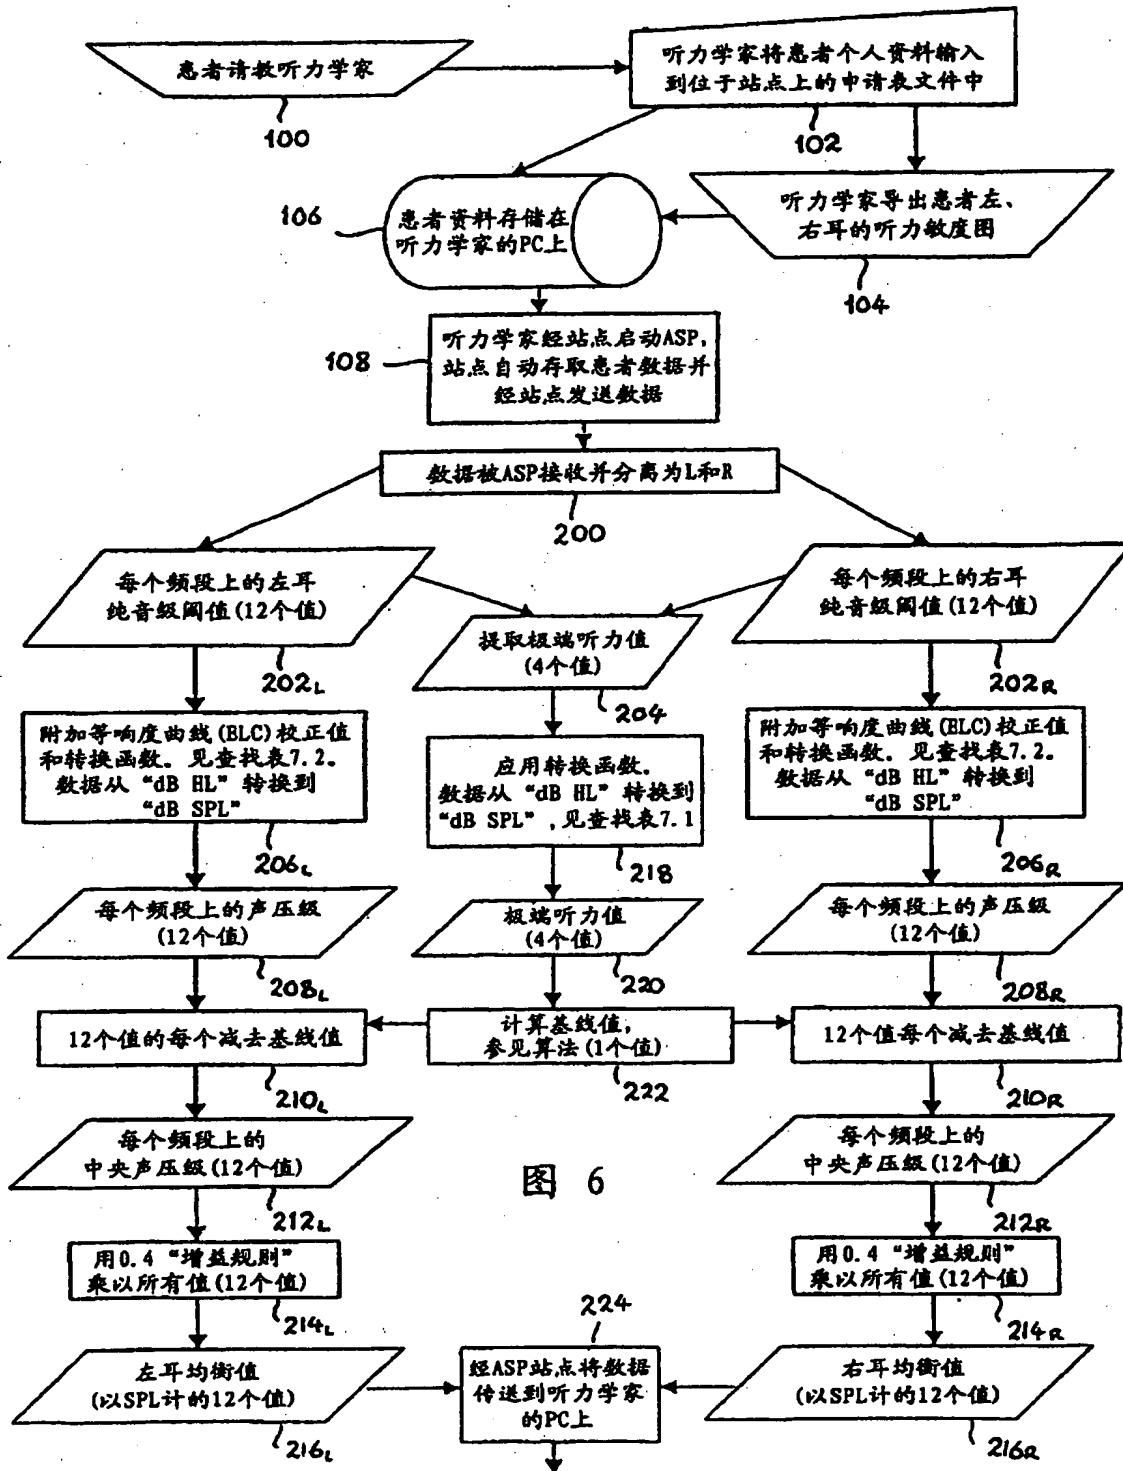 患者请教听力学家
100
听力学家将患者个人资料输入
到位于站点上的申请表文件中
102
106
患者资料存储在
听力学家的PC上
听力学家导出患者左、
右耳的听力敏度图
104
108
听力学家经站点启动ASP，
站点自动存取患者数据并
经站点发送数据
数据被ASP接收并分离为L和R
200
每个频段上的左耳
纯音级阈值(12个值)
202L
提取极端听力值
(4个值)
204
每个频段上的右耳
纯音级阈值(12个值)
202R
附加等响度曲线(ELC)校正值
和转换函数. 见查找表7.2。
数据从“dB HL”转换到
“dB SPL”
206L
应用转换函数.
数据从“dB HL”转换到
“dB SPL”,见查找表7.1
218
附加等响度曲线(ELC)校正值
和转换函数. 见查找表7.2。
数据从“dB HL”转换到
“dB SPL”
206R
每个频段上的声压级
(12个值)
208L
极端听力值
(4个值)
220
每个频段上的声压级
(12个值)
208R
12个值的每个减去基线值
210L
计算基线值，
参见算法(1个值)
222
12个值每个减去基线值
210R
每个频段上的
中央声压级(12个值)
212L
图 6
每个频段上的
中央声压级(12个值)
212R
用0.4“增益规则”
乘以所有值(12个值)
214L
用0.4“增益规则”
乘以所有值(12个值)
214R
左耳均衡值
(以SPL计的12个值)
216L
224
经ASP站点将数据
传送到听力学家
的PC上
右耳均衡值
(以SPL计的12个值)
216R